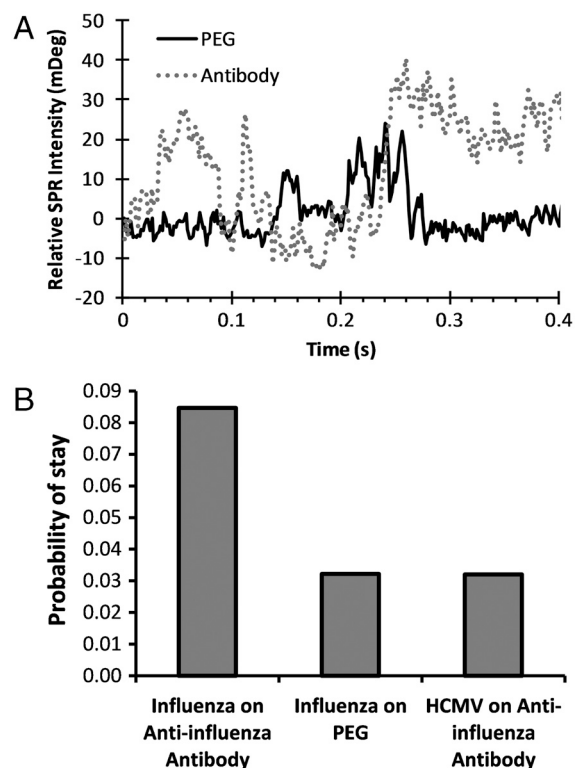 A
50
40
30
20
10
0
-10
-20
Relative SPR Intensity (mDeg)
PEG
Antibody
0 0.1 0.2 0.3 0.4
Time (s)
B
0.09
0.08
0.07
0.06
0.05
0.04
0.03
0.02
0.01
0.00
Probability of stay
Influenza on Influenza on HCMV on Anti-
Anti-influenza PEG influenza
Antibody Antibody